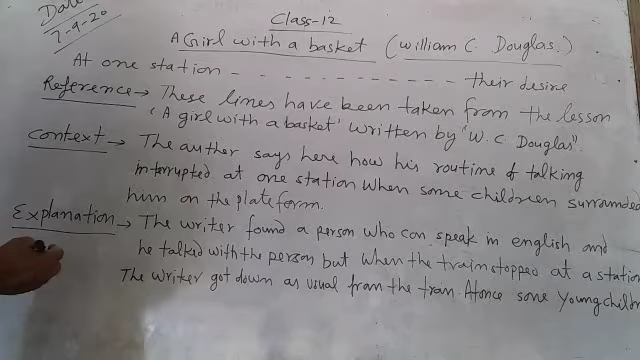 Date
7-9-20
Class-12
A Girl with a basket (William C. Douglas.)
At one station - - - - - - - - - - - - - their desire
Reference → These lines have been taken from the lesson
'A girl with a basket' written by "W. C. Douglas".
Context → The auther says here how his routine of talking
interrupted at one station when some children surrounded
him on the plateform.
Explanation → The writer found a person who can speak in english and
he talked with the person but when the train stopped at a station
The writer got down as usual from the train. Atonce some Young childr